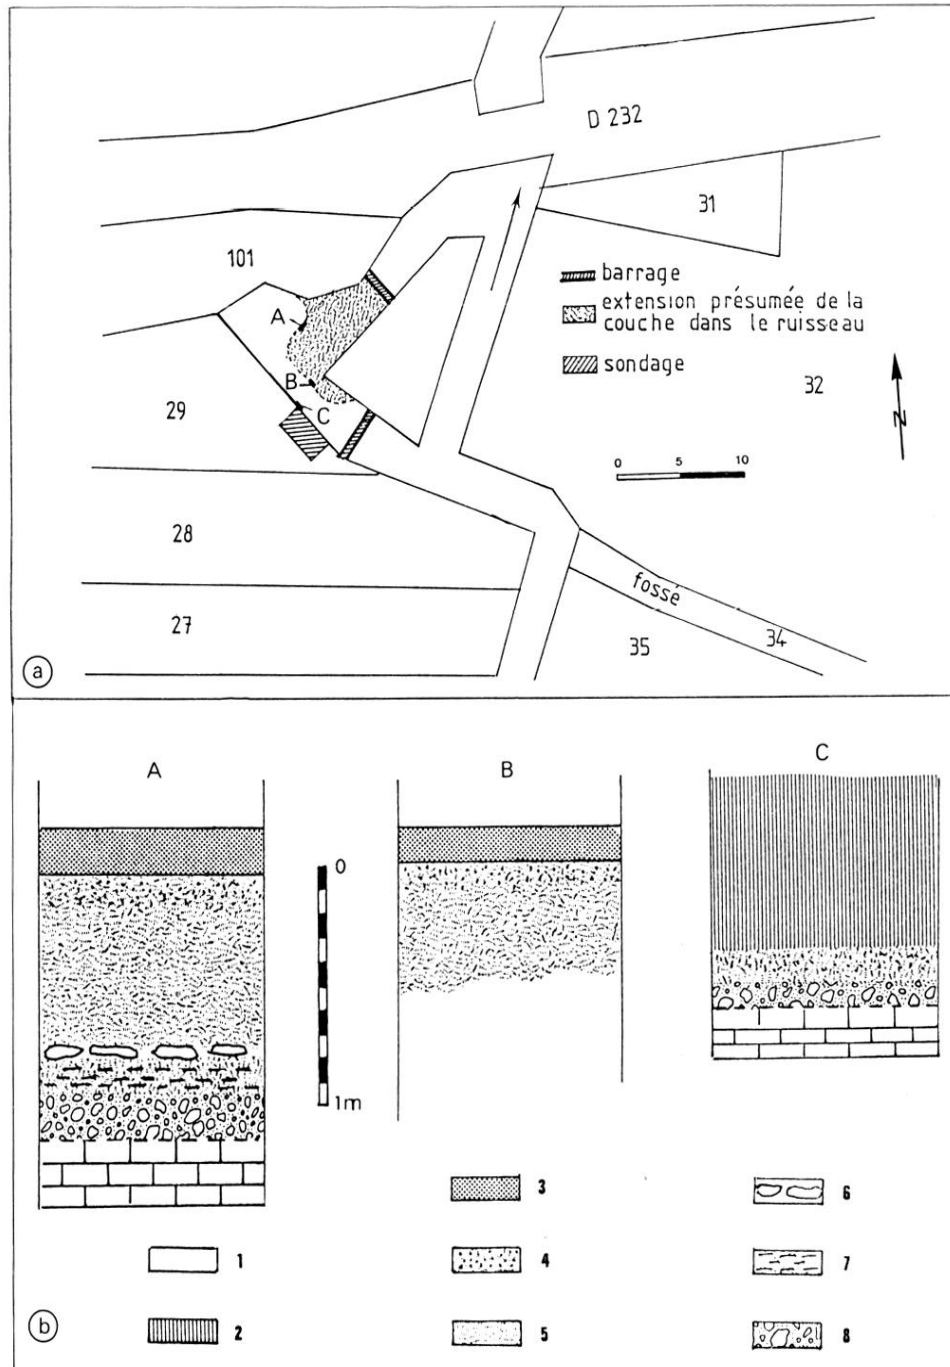 D 232
31
101
barrage
extension présumée de la
couche dans le ruisseau
sondage
A
B
C
29
32
N
0 5 10
28
fossé
27
35
34
a
A
B
C
0
1m
3
6
1
4
7
2
5
8
b